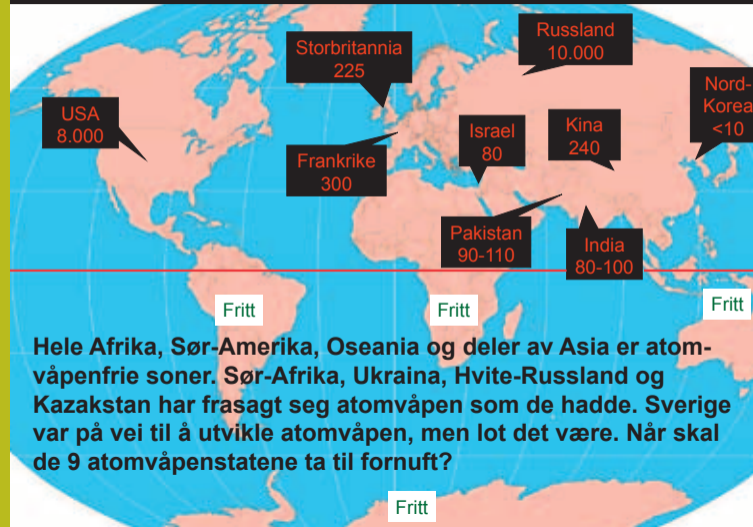 Russland
10.000
Storbritannia
225
Nord-
Korea
<10
USA
8.000
Israel
80
Kina
240
Frankrike
300
Pakistan
90-110
India
80-100
Fritt
Fritt
Fritt
Hele Afrika, Sør-Amerika, Oseania og deler av Asia er atom-
våpenfrie soner. Sør-Afrika, Ukraina, Hvite-Russland og
Kazakstan har frasagt seg atomvåpen som de hadde. Sverige
var på vei til å utvikle atomvåpen, men lot det være. Når skal
de 9 atomvåpenstatene ta til fornuft?
Fritt